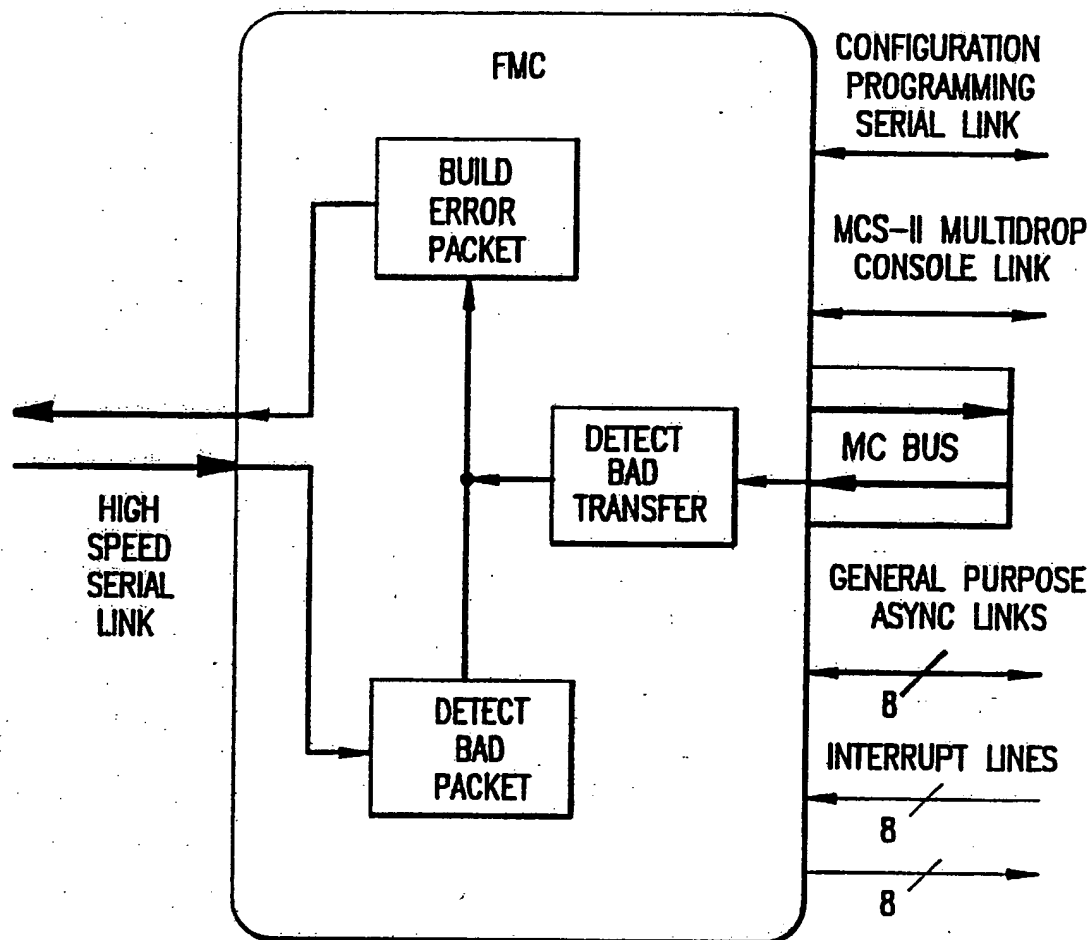 FMC
CONFIGURATION
PROGRAMMING
SERIAL LINK
BUILD
ERROR
PACKET
MCS-II MULTIDROP
CONSOLE LINK
DETECT
BAD
TRANSFER
MC BUS
HIGH
SPEED
SERIAL
LINK
GENERAL PURPOSE
ASYNC LINKS
8
DETECT
BAD
PACKET
INTERRUPT LINES
8
8